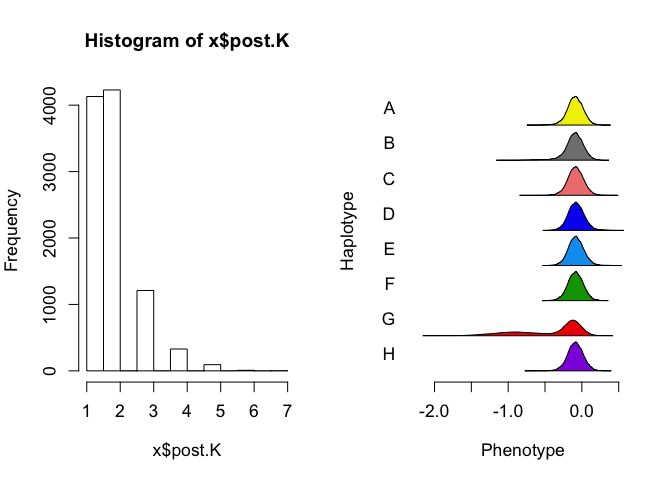 Histogram of x$post.K
Frequency
0
1000
2000
3000
4000
1 2 3 4 5 6 7
x$post.K
Haplotype
A
B
C
D
E
F
G
H
-2.0 -1.0 0.0
Phenotype